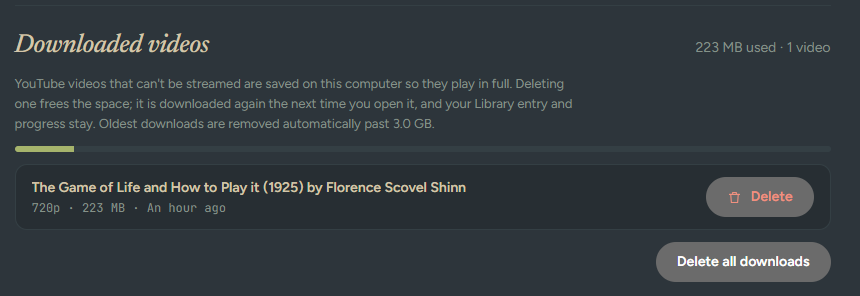 Downloaded videos
223 MB used · 1 video
YouTube videos that can't be streamed are saved on this computer so they play in full. Deleting
one frees the space; it is downloaded again the next time you open it, and your Library entry and
progress stay. Oldest downloads are removed automatically past 3.0 GB.
The Game of Life and How to Play it (1925) by Florence Scovel Shinn
720p · 223 MB · An hour ago
Delete
Delete all downloads